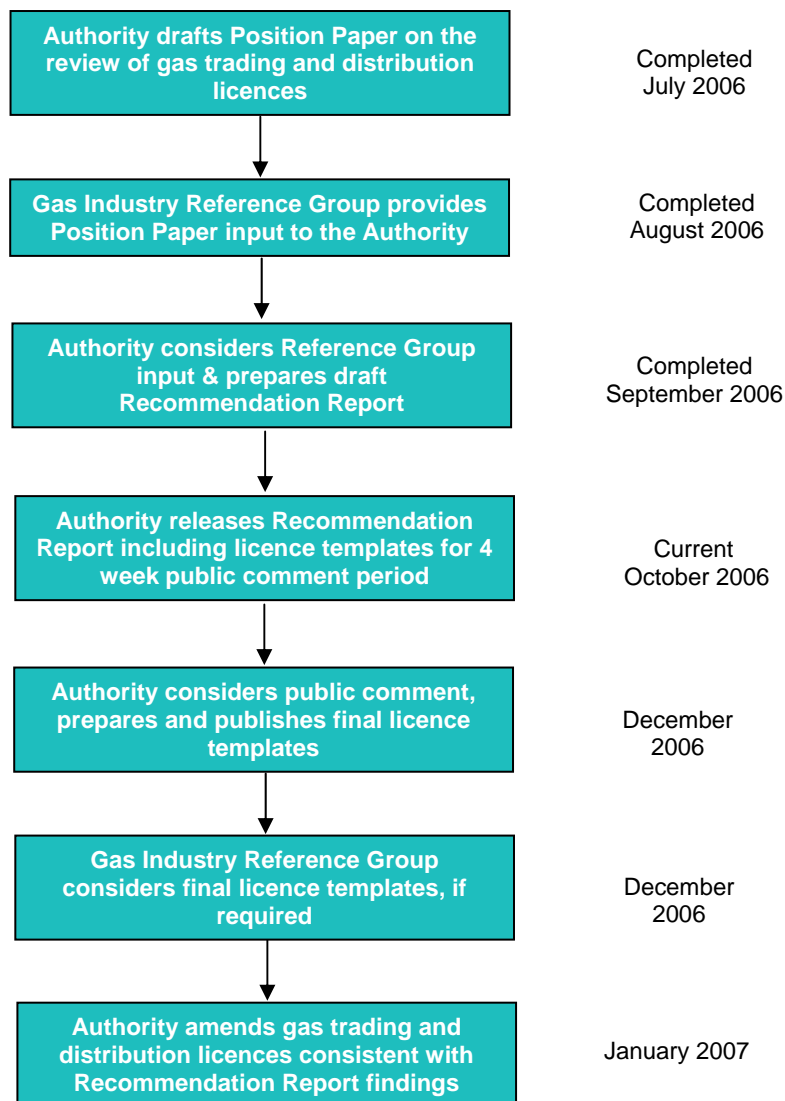 Authority drafts Position Paper on the
review of gas trading and distribution
licences
Completed
July 2006
Gas Industry Reference Group provides
Position Paper input to the Authority
Completed
August 2006
Authority considers Reference Group
input & prepares draft
Recommendation Report
Completed
September 2006
Authority releases Recommendation
Report including licence templates for 4
week public comment period
Current
October 2006
Authority considers public comment,
prepares and publishes final licence
templates
December
2006
Gas Industry Reference Group
considers final licence templates, if
required
December
2006
Authority amends gas trading and
distribution licences consistent with
Recommendation Report findings
January 2007